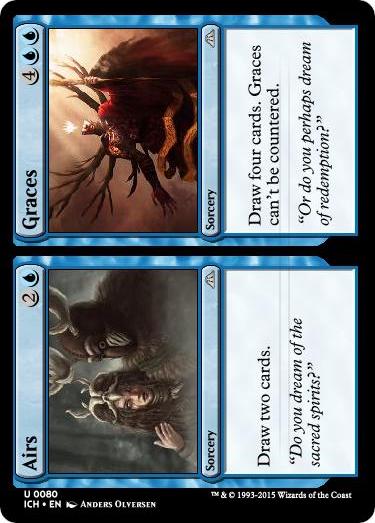 Airs 2
Sorcery
Draw two cards.
"Do you dream of the
sacred spirits?"
Graces 4
Sorcery
Draw four cards. Graces
can't be countered.
"Or do you perhaps dream
of redemption?"
U 0080
ICH • EN Anders Olversen
™ & © 1993-2015 Wizards of the Coast